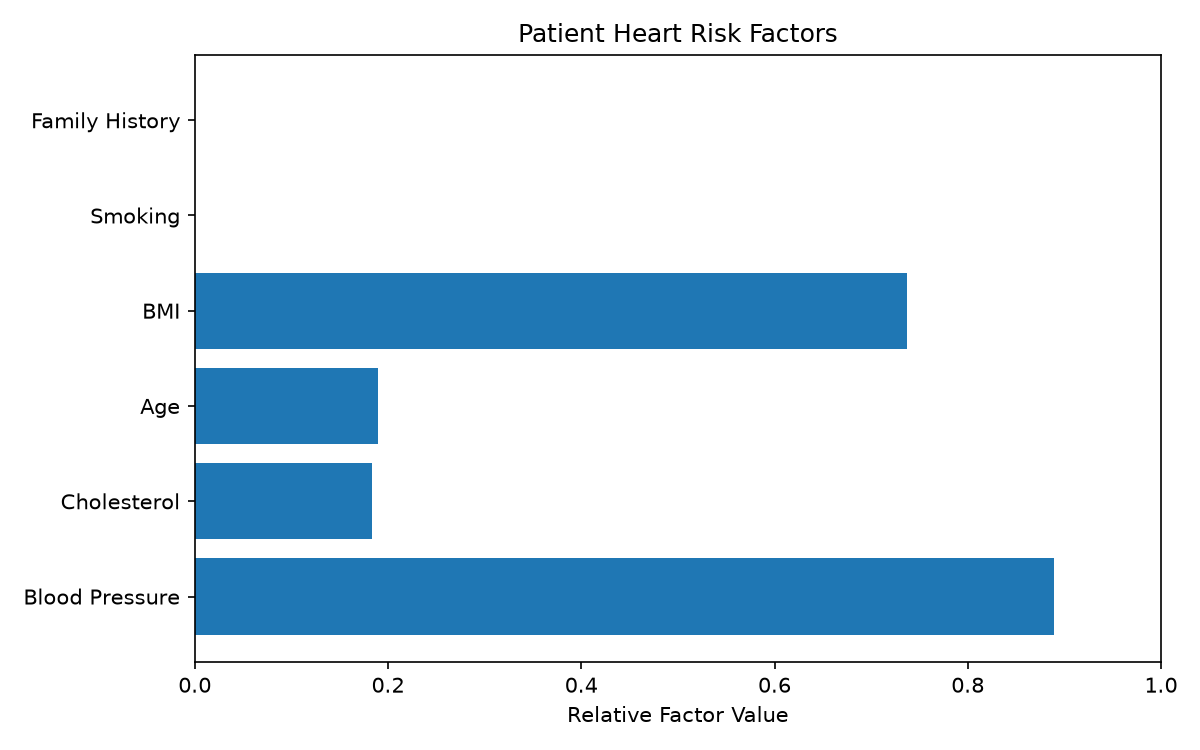 Patient Heart Risk Factors
Family History
Smoking
BMI
Age
Cholesterol
Blood Pressure
0.0 0.2 0.4 0.6 0.8 1.0
Relative Factor Value